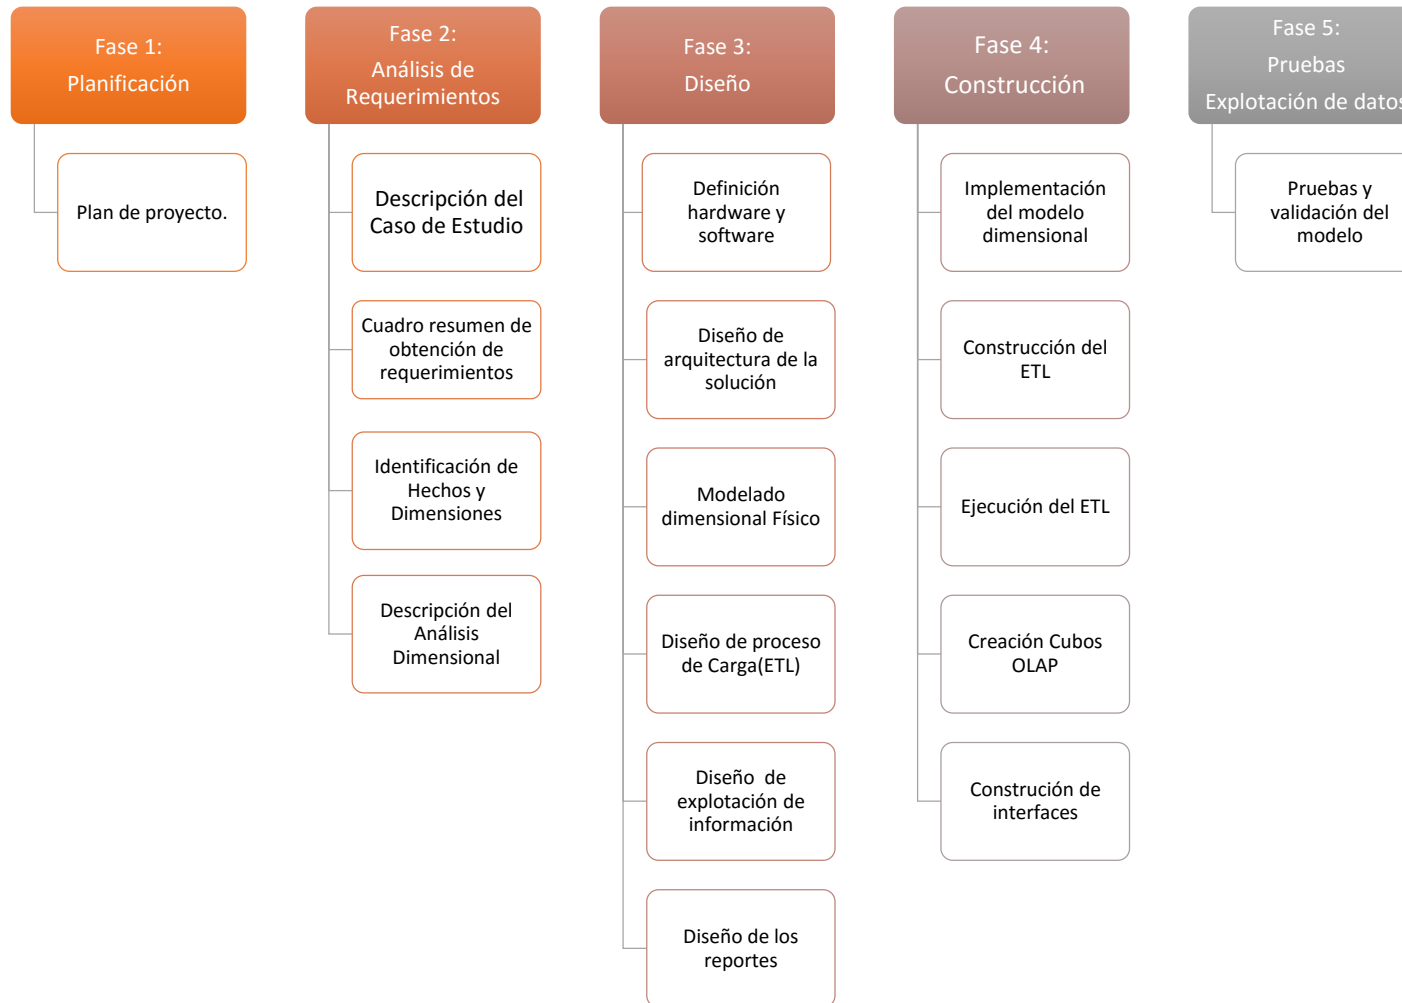 Fase 1:
Planificación
Plan de proyecto.
Fase 2:
Análisis de
Requerimientos
Descripción del
Caso de Estudio
Cuadro resumen de
obtención de
requerimientos
Identificación de
Hechos y
Dimensiones
Descripción del
Análisis
Dimensional
Fase 3:
Diseño
Definición
hardware y
software
Diseño de
arquitectura de la
solución
Modelado
dimensional Físico
Diseño de proceso
de Carga(ETL)
Diseño de
explotación de
información
Diseño de los
reportes
Fase 4:
Construcción
Implementación
del modelo
dimensional
Construcción del
ETL
Ejecución del ETL
Creación Cubos
OLAP
Construción de
interfaces
Fase 5:
Pruebas
Explotación de datos
Pruebas y
validación del
modelo